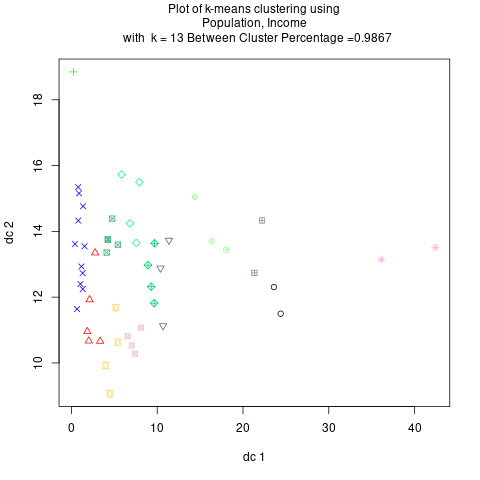 Plot of k-means clustering using
Population, Income
with k = 13 Between Cluster Percentage =0.9867
18
16
14
12
10
dc 2
0 10 20 30 40
dc 1